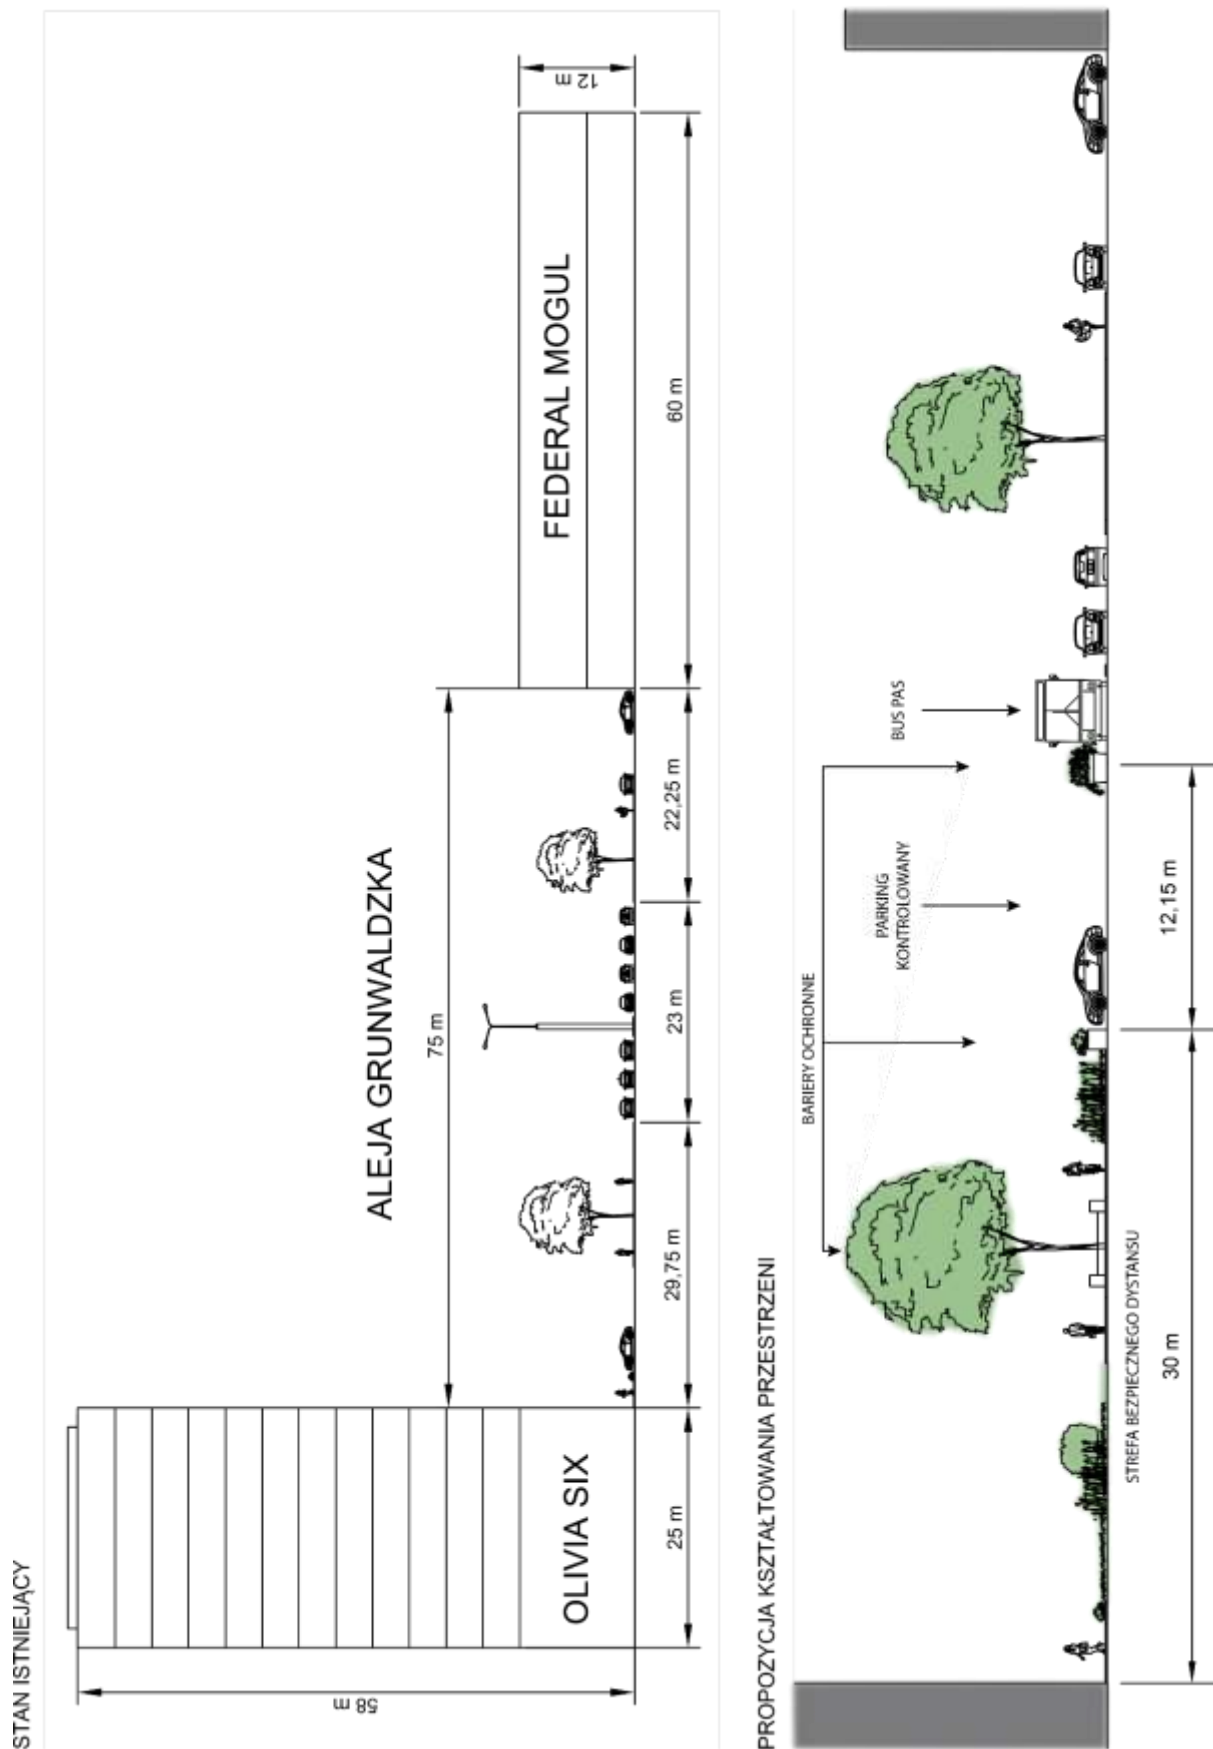 STAN ISTNIEJĄCY
ALEJA GRUNWALDZKA
58 m
OLIVIA SIX
75 m
FEDERAL MOGUL
12 m
25 m
29,75 m
23 m
22,25 m
60 m
PROPOZYCJA KSZTAŁTOWANIA PRZESTRZENI
BARIERY OCHRONNE
PARKING
KONTROLOWANY
BUS PAS
STREFA BEZPIECZNEGO DYSTANSU
30 m
12,15 m